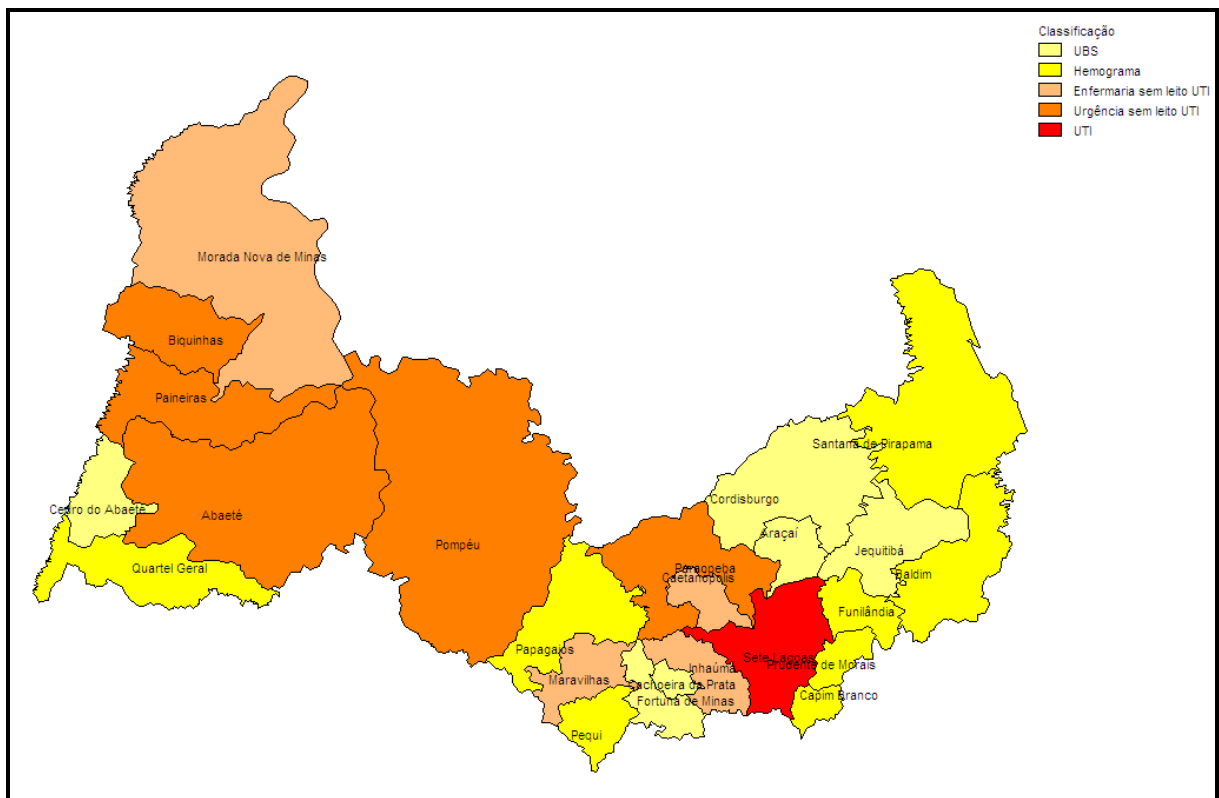 Classificação
UBS
Hemograma
Enfermaria sem leito UTI
Urgência sem leito UTI
UTI
Morada Nova de Minas
Biquinhas
Paineiras
Santana de Pirapama
Cordisburgo
Cedro do Abaeté
Abaeté
Araçaí
Pompéu
Jequitibá
Quartel Geral
Paraopeba
Caetanópolis
Baldim
Funilândia
Papagaios
Sete Lagoas
Prudente de Morais
Inhaúma
Maravilhas
Cachoeira da Prata
Capim Branco
Fortuna de Minas
Pequi